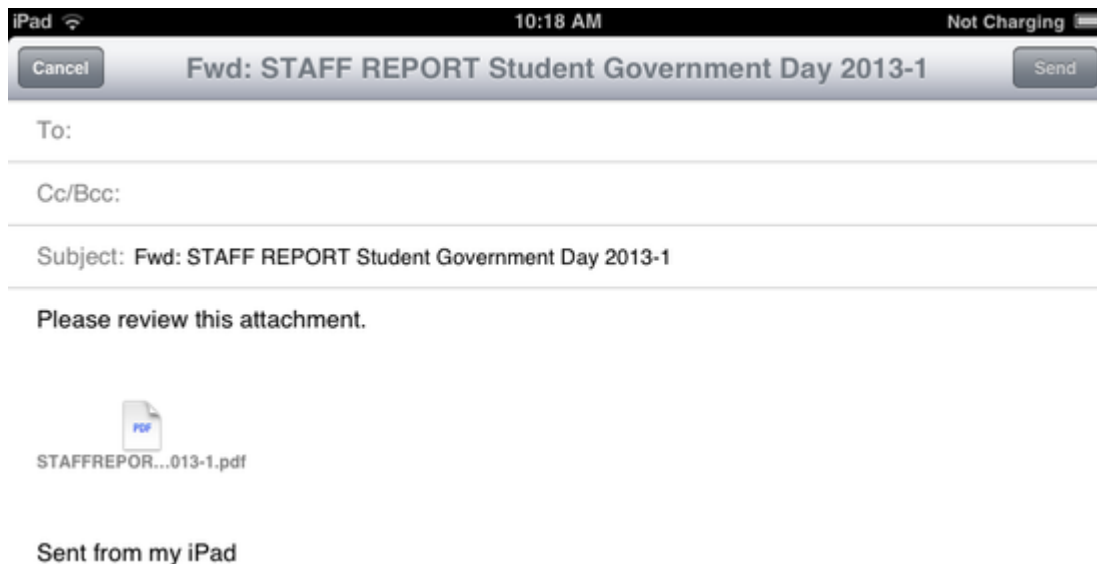 iPad 10:18 AM Not Charging
Cancel Fwd: STAFF REPORT Student Government Day 2013-1 Send
To:
Cc/Bcc:
Subject: Fwd: STAFF REPORT Student Government Day 2013-1
Please review this attachment.
PDF
STAFFREPOR...013-1.pdf
Sent from my iPad